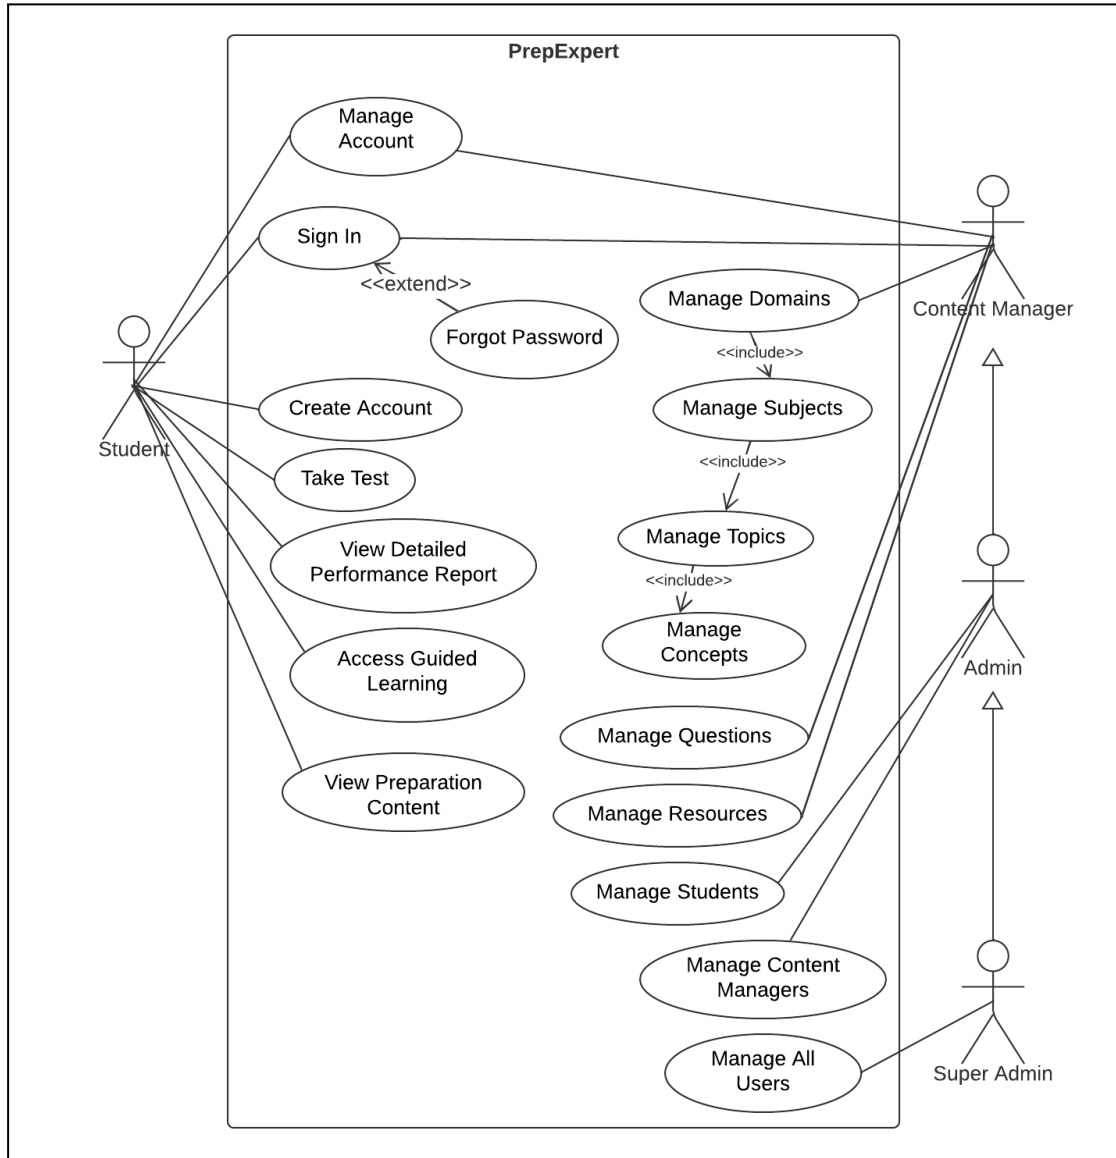 PrepExpert
Manage
Account
Sign In
<<extend>>
Forgot Password
Manage Domains
Content Manager
<<include>>
Manage Subjects
Create Account
Student
<<include>>
Take Test
View Detailed
Performance Report
Manage Topics
<<include>>
Manage
Concepts
Access Guided
Learning
Admin
Manage Questions
View Preparation
Content
Manage Resources
Manage Students
Manage Content
Managers
Manage All
Users
Super Admin